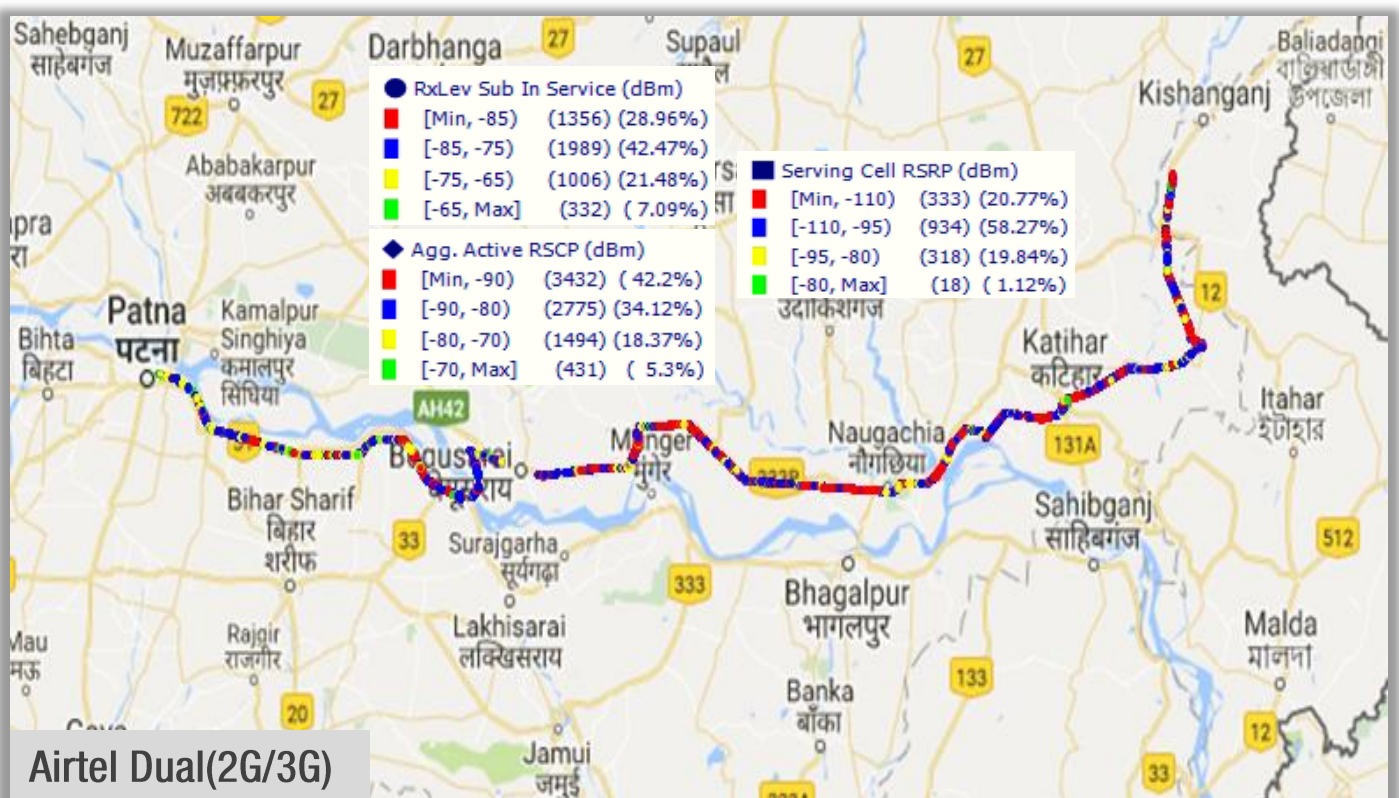 Sahebganj
साहेबगंज
Muzaffarpur
मुज़फ़्फ़रपुर
Darbhanga
27
Supaul
27
Baliadangi
Kishanganj
उপজেলা
722
27
RxLev Sub In Service (dBm)
[Min, -85) (1356) (28.96%)
[-85, -75) (1989) (42.47%)
[-75, -65) (1006) (21.48%)
[-65, Max] (332) ( 7.09%)
Ababakarpur
अबबकरपुर
Serving Cell RSRP (dBm)
[Min, -110) (333) (20.77%)
[-110, -95) (934) (58.27%)
[-95, -80) (318) (19.84%)
[-80, Max] (18) ( 1.12%)
Agg. Active RSCP (dBm)
[Min, -90) (3432) ( 42.2%)
[-90, -80) (2775) (34.12%)
[-80, -70) (1494) (18.37%)
[-70, Max] (431) ( 5.3%)
उदाकिशगंज
12
Patna
पटना
Kamalpur
Singhiya
कमालपुर
सिंघिया
Bihta
बिहटा
Katihar
कटिहार
AH42
Itahar
ইটাহার
Munger
मुंगेर
Naugachia
नौगछिया
131A
Bihar Sharif
बिहार
शरीफ
33
Surajgarha
सूर्यगढ़ा
Sahibganj
साहिबगंज
512
333
Bhagalpur
भागलपुर
Rajgir
राजगीर
Lakhisarai
लक्खिसराय
Malda
মালদা
133
Banka
बाँका
20
12
Jamui
जमुई
33
Airtel Dual(2G/3G)